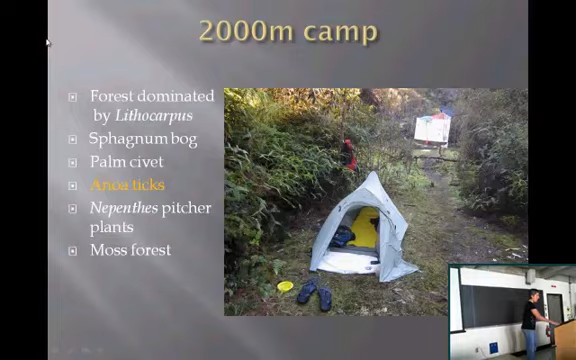 2000m camp
Forest dominated
by Lithocarpus
Sphagnum bog
Palm civet
Anoa ticks
Nepenthes pitcher
plants
Moss forest